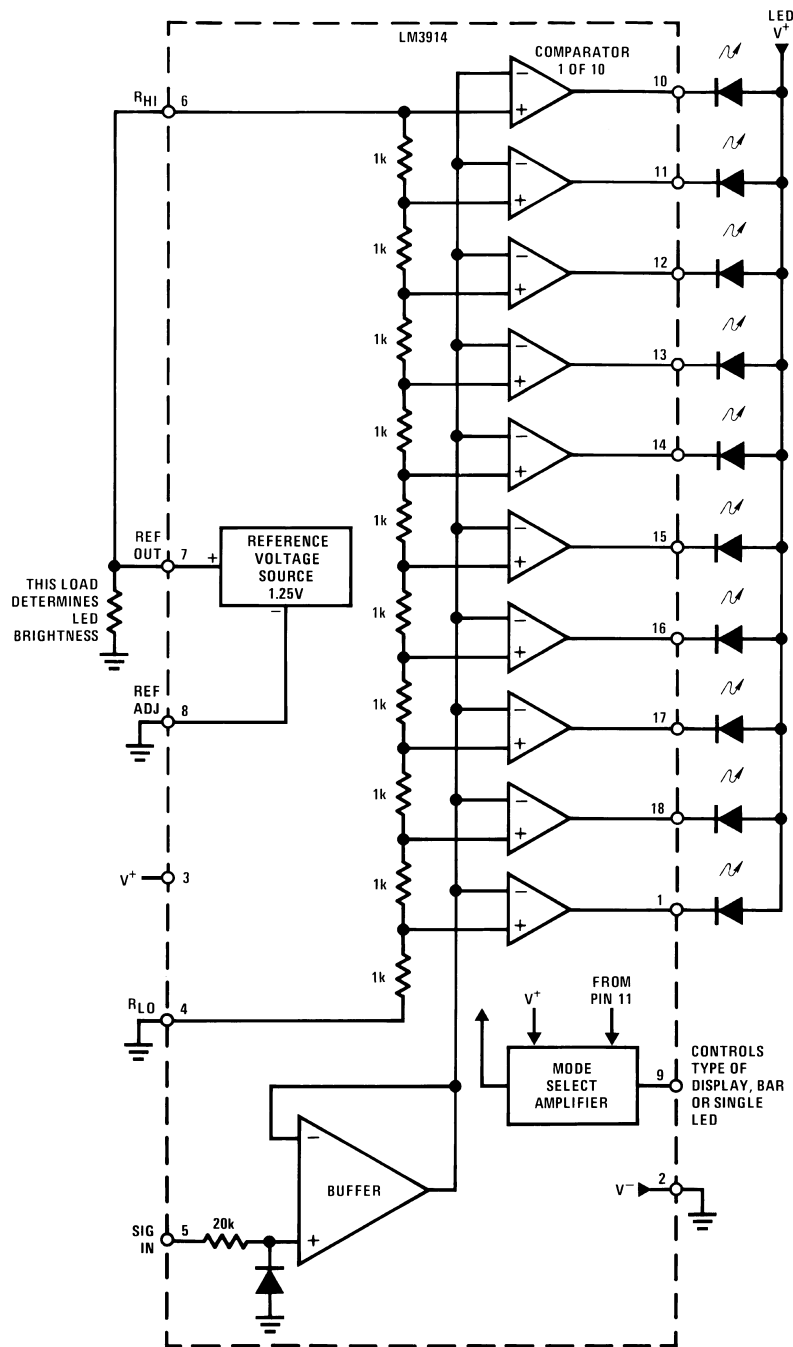 LED
V+
LM3914
COMPARATOR
1 OF 10
10
RHI
6
−
+
1k
11
−
+
1k
12
−
+
1k
13
−
+
1k
14
−
+
1k
15
−
+
REF
OUT
7
+
REFERENCE
VOLTAGE
SOURCE
1.25V
−
THIS LOAD
DETERMINES
LED
BRIGHTNESS
1k
16
−
+
REF
ADJ
8
1k
17
−
+
1k
18
−
+
V+
3
1k
1
−
+
1k
RLO
4
V+
FROM
PIN 11
MODE
SELECT
AMPLIFIER
9
CONTROLS
TYPE OF
DISPLAY, BAR
OR SINGLE
LED
−
BUFFER
+
V−
2
SIG
IN
5
20k